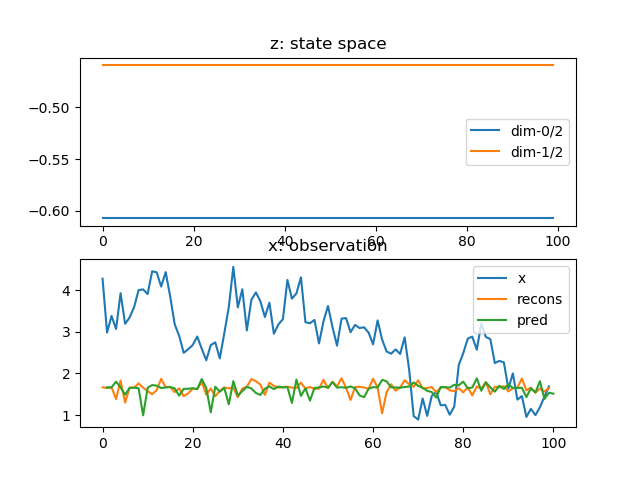 z: state space
−0.50
−0.55
−0.60
dim-0/2
dim-1/2
0 20 40 60 80 100
x: observation
4
3
2
1
x
recons
pred
0 20 40 60 80 100